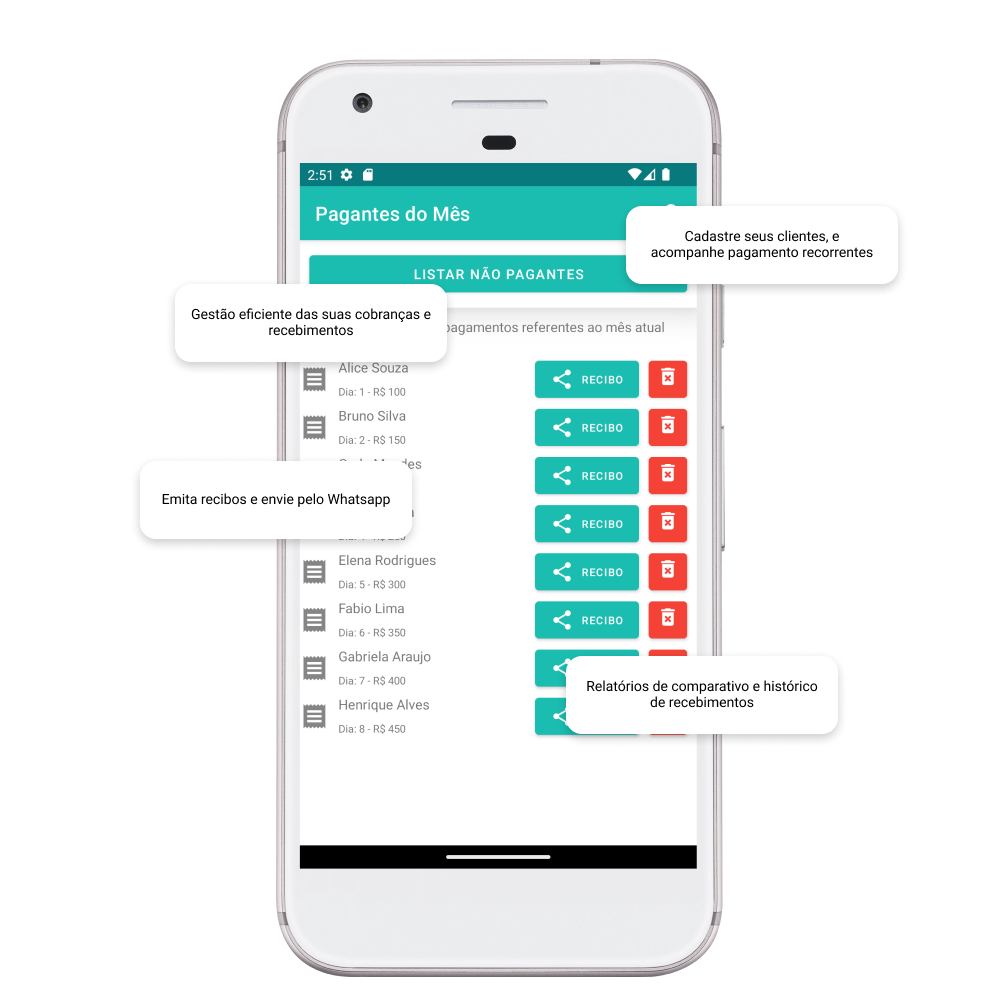 2:51
Pagantes do Mês
Cadastre seus clientes, e
acompanhe pagamento recorrentes
LISTAR NÃO PAGANTES
Gestão eficiente das suas cobranças e
recebimentos
pagamentos referentes ao mês atual
Alice Souza
Dia: 1 - R$ 100
RECIBO
Bruno Silva
Dia: 2 - R$ 150
RECIBO
RECIBO
Emita recibos e envie pelo Whatsapp
RECIBO
Elena Rodrigues
Dia: 5 - R$ 300
RECIBO
Fabio Lima
Dia: 6 - R$ 350
RECIBO
Gabriela Araujo
Dia: 7 - R$ 400
Relatórios de comparativo e histórico
de recebimentos
Henrique Alves
Dia: 8 - R$ 450